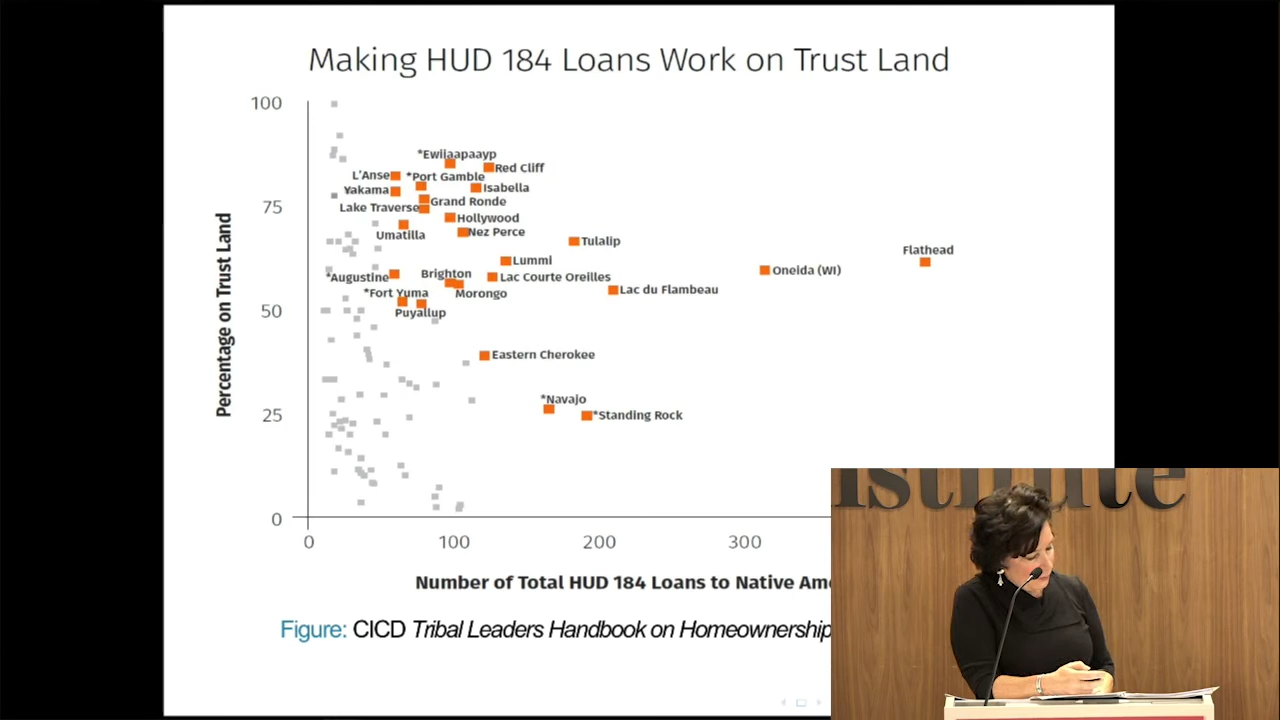 Making HUD 184 Loans Work on Trust Land
100
75
50
25
0
Percentage on Trust Land
*Ewiiaapaayp
Red Cliff
L'Anse
*Port Gamble
Yakama
Isabella
Grand Ronde
Lake Traverse
Hollywood
Umatilla
Nez Perce
Tulalip
Flathead
Lummi
Oneida (WI)
*Augustine
Brighton
Lac Courte Oreilles
*Fort Yuma
Morongo
Lac du Flambeau
Puyallup
Eastern Cherokee
*Navajo
*Standing Rock
0 100 200 300
Number of Total HUD 184 Loans to Native Ame
Figure: CICD Tribal Leaders Handbook on Homeownership
stitute